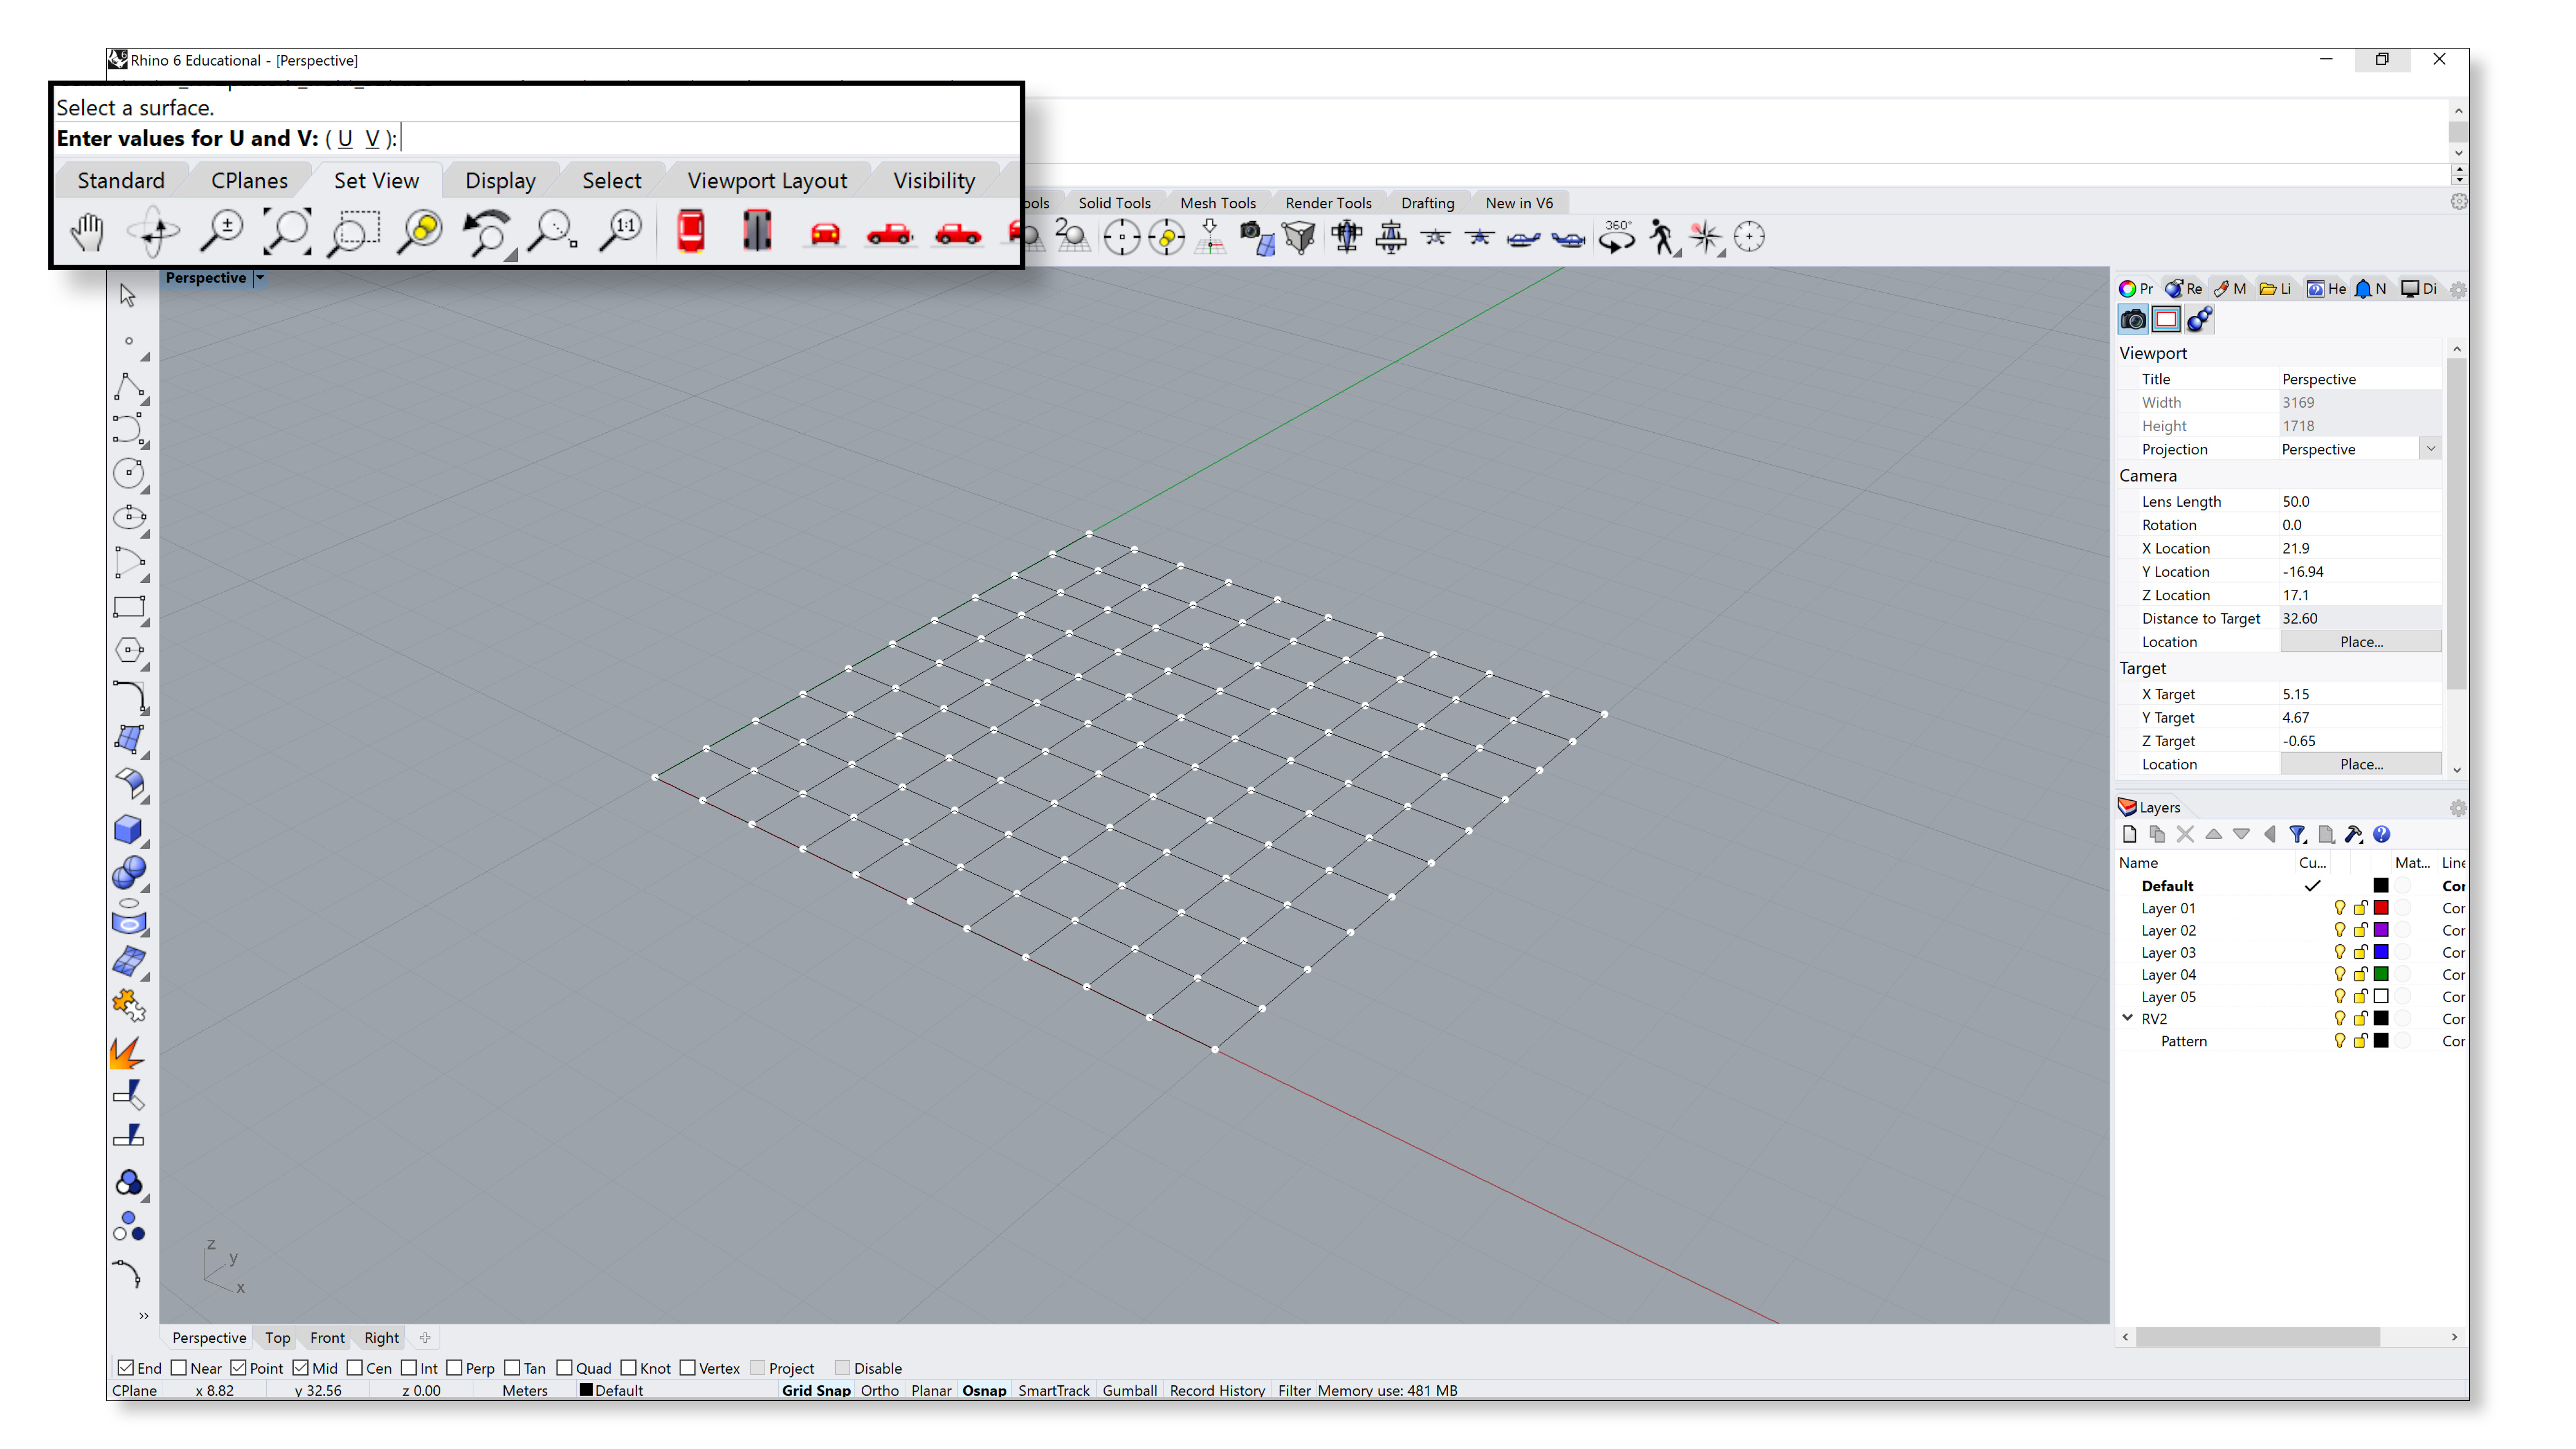 Rhino 6 Educational - [Perspective]
Select a surface.
Enter values for U and V: ( U V ):
Standard CPlanes Set View Display Select Viewport Layout Visibility
Solid Tools Mesh Tools Render Tools Drafting New in V6
1:1
2
360°
Perspective
Pr Re M Li He N Di
Viewport
Title Perspective
Width 3169
Height 1718
Projection Perspective
Camera
Lens Length 50.0
Rotation 0.0
X Location 21.9
Y Location -16.94
Z Location 17.1
Distance to Target 32.60
Location Place...
Target
X Target 5.15
Y Target 4.67
Z Target -0.65
Location Place...
Layers
Name Cu... Mat... Line
Default Cor
Layer 01 Cor
Layer 02 Cor
Layer 03 Cor
Layer 04 Cor
Layer 05 Cor
RV2 Cor
Pattern Cor
z
y
x
Perspective Top Front Right
End Near Point Mid Cen Int Perp Tan Quad Knot Vertex Project Disable
CPlane x 8.82 y 32.56 z 0.00 Meters Default Grid Snap Ortho Planar Osnap SmartTrack Gumball Record History Filter Memory use: 481 MB